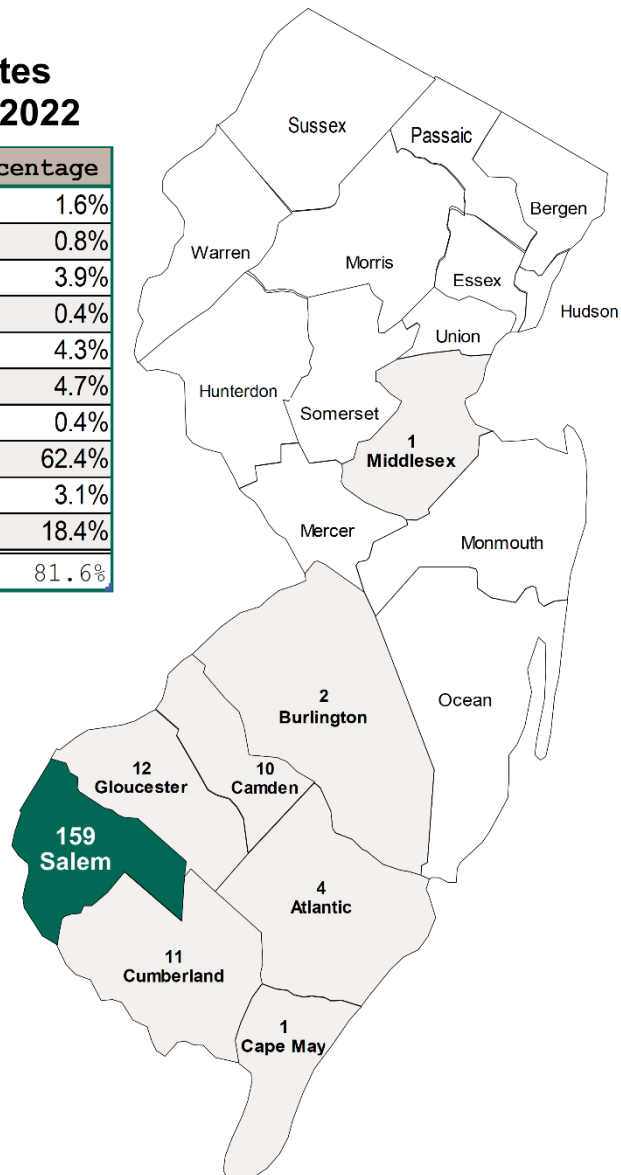 tes
2022
centage
1.6%
0.8%
3.9%
0.4%
4.3%
4.7%
0.4%
62.4%
3.1%
18.4%
81.6%
Sussex
Passaic
Bergen
Warren
Morris
Essex
Hudson
Union
Hunterdon
Somerset
1
Middlesex
Mercer
Monmouth
2
Burlington
Ocean
12
Gloucester
10
Camden
159
Salem
4
Atlantic
11
Cumberland
1
Cape May